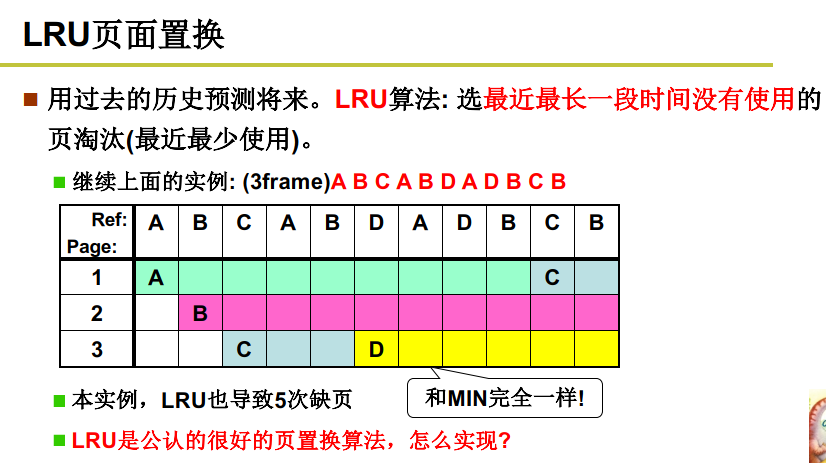 LRU页面置换
用过去的历史预测将来。LRU算法: 选最近最长一段时间没有使用的
页淘汰(最近最少使用)。
继续上面的实例: (3frame)A B C A B D A D B C B
Ref: A B C A B D A D B C B
Page:
1 A C
2 B
3 C D
本实例，LRU也导致5次缺页
和MIN完全一样!
LRU是公认的很好的页置换算法，怎么实现?